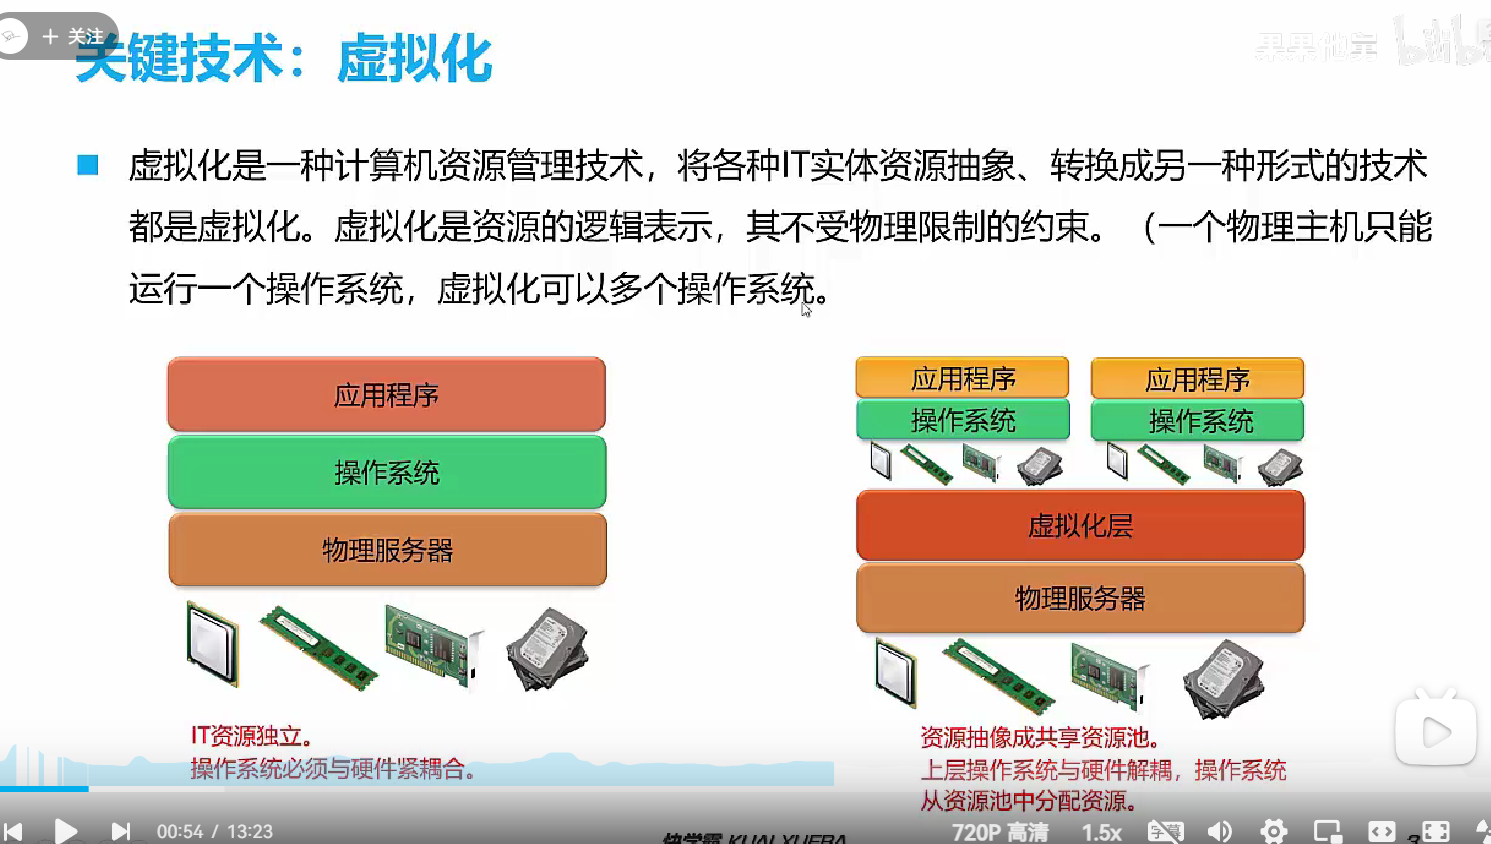 + 关注
关键技术：虚拟化
虚拟化是一种计算机资源管理技术，将各种IT实体资源抽象、转换成另一种形式的技术
都是虚拟化。虚拟化是资源的逻辑表示，其不受物理限制的约束。（一个物理主机只能
运行一个操作系统，虚拟化可以多个操作系统。
应用程序
操作系统
物理服务器
IT资源独立。
操作系统必须与硬件紧耦合。
应用程序 应用程序
操作系统 操作系统
虚拟化层
物理服务器
资源抽像成共享资源池。
上层操作系统与硬件解耦，操作系统
从资源池中分配资源。
00:54 / 13:23
720P 高清 1.5x 字幕